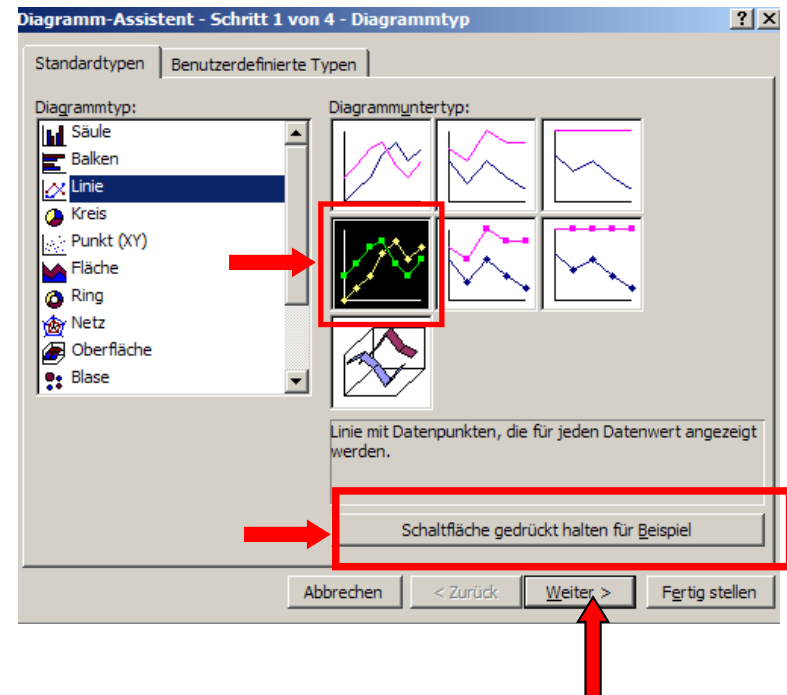 Diagramm-Assistent - Schritt 1 von 4 - Diagrammtyp
Standardtypen
Benutzerdefinierte Typen
Diagrammtyp:
Säule
Balken
Linie
Kreis
Punkt (XY)
Fläche
Ring
Netz
Oberfläche
Blase
Diagrammuntertyp:
Linie mit Datenpunkten, die für jeden Datenwert angezeigt
werden.
Schaltfläche gedrückt halten für Beispiel
Abbrechen
< Zurück
Weiter >
Fertig stellen